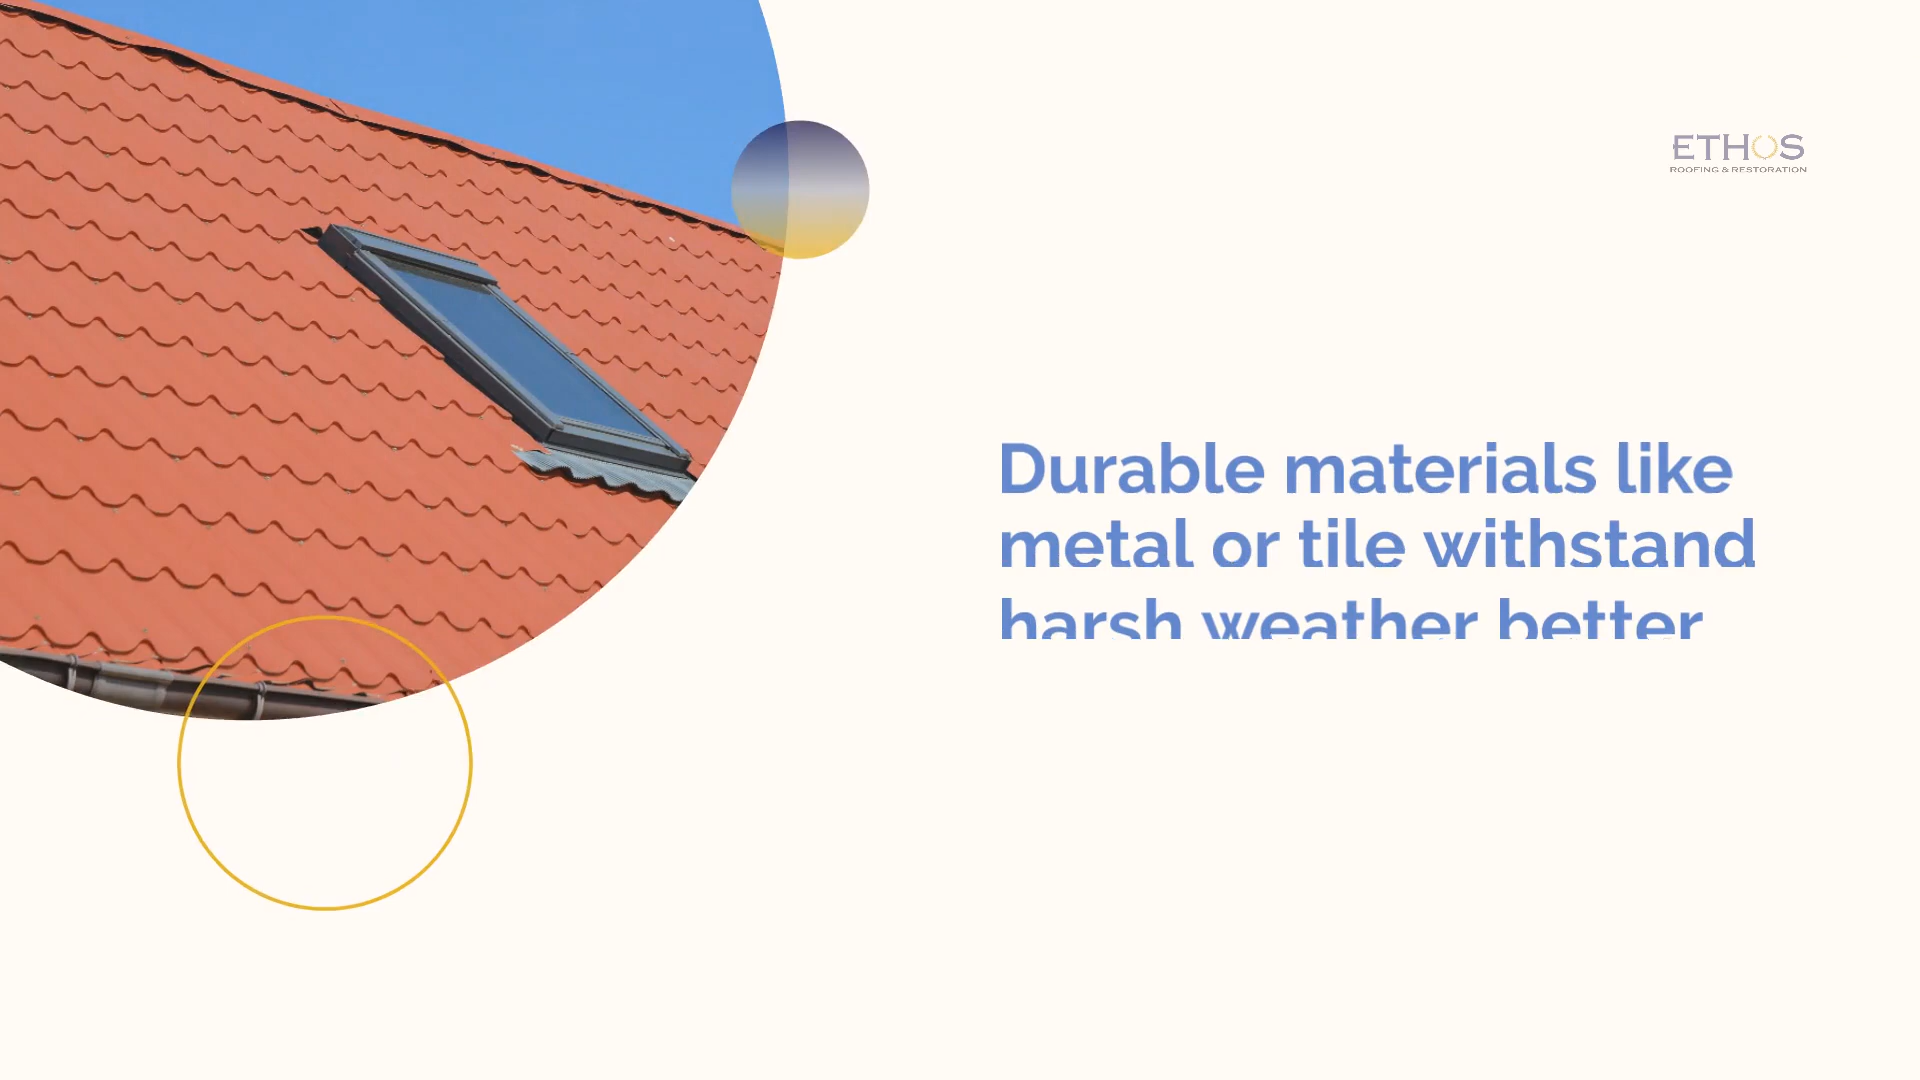 ETHOS
ROOFING & RESTORATION
Durable materials like
metal or tile withstand
harsh weather better